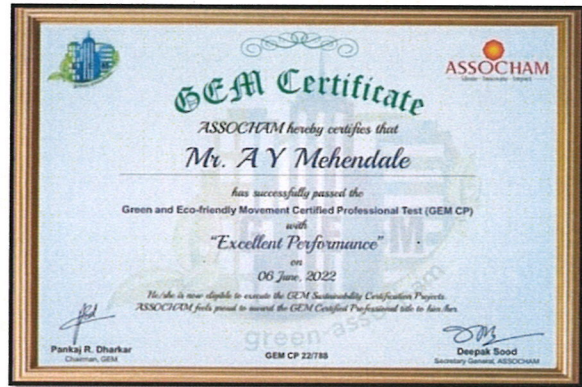 ASSOCHAM
GEM Certificate
ASSOCHAM hereby certifies that
Mr. A Y Mehendale
has successfully passed the
Green and Eco-friendly Movement Certified Professional Test (GEM CP)
with
"Excellent Performance"
on
06 June, 2022
He/she is now eligible to execute the GEM Sustainability Certification Projects.
ASSOCHAM feels proud to award the GEM Certified Professional title to his/her.
green-assocham
Pankaj R. Dharkar
Chairman, GEM
GEM CP 22/788
Deepak Sood
Secretary General, ASSOCHAM